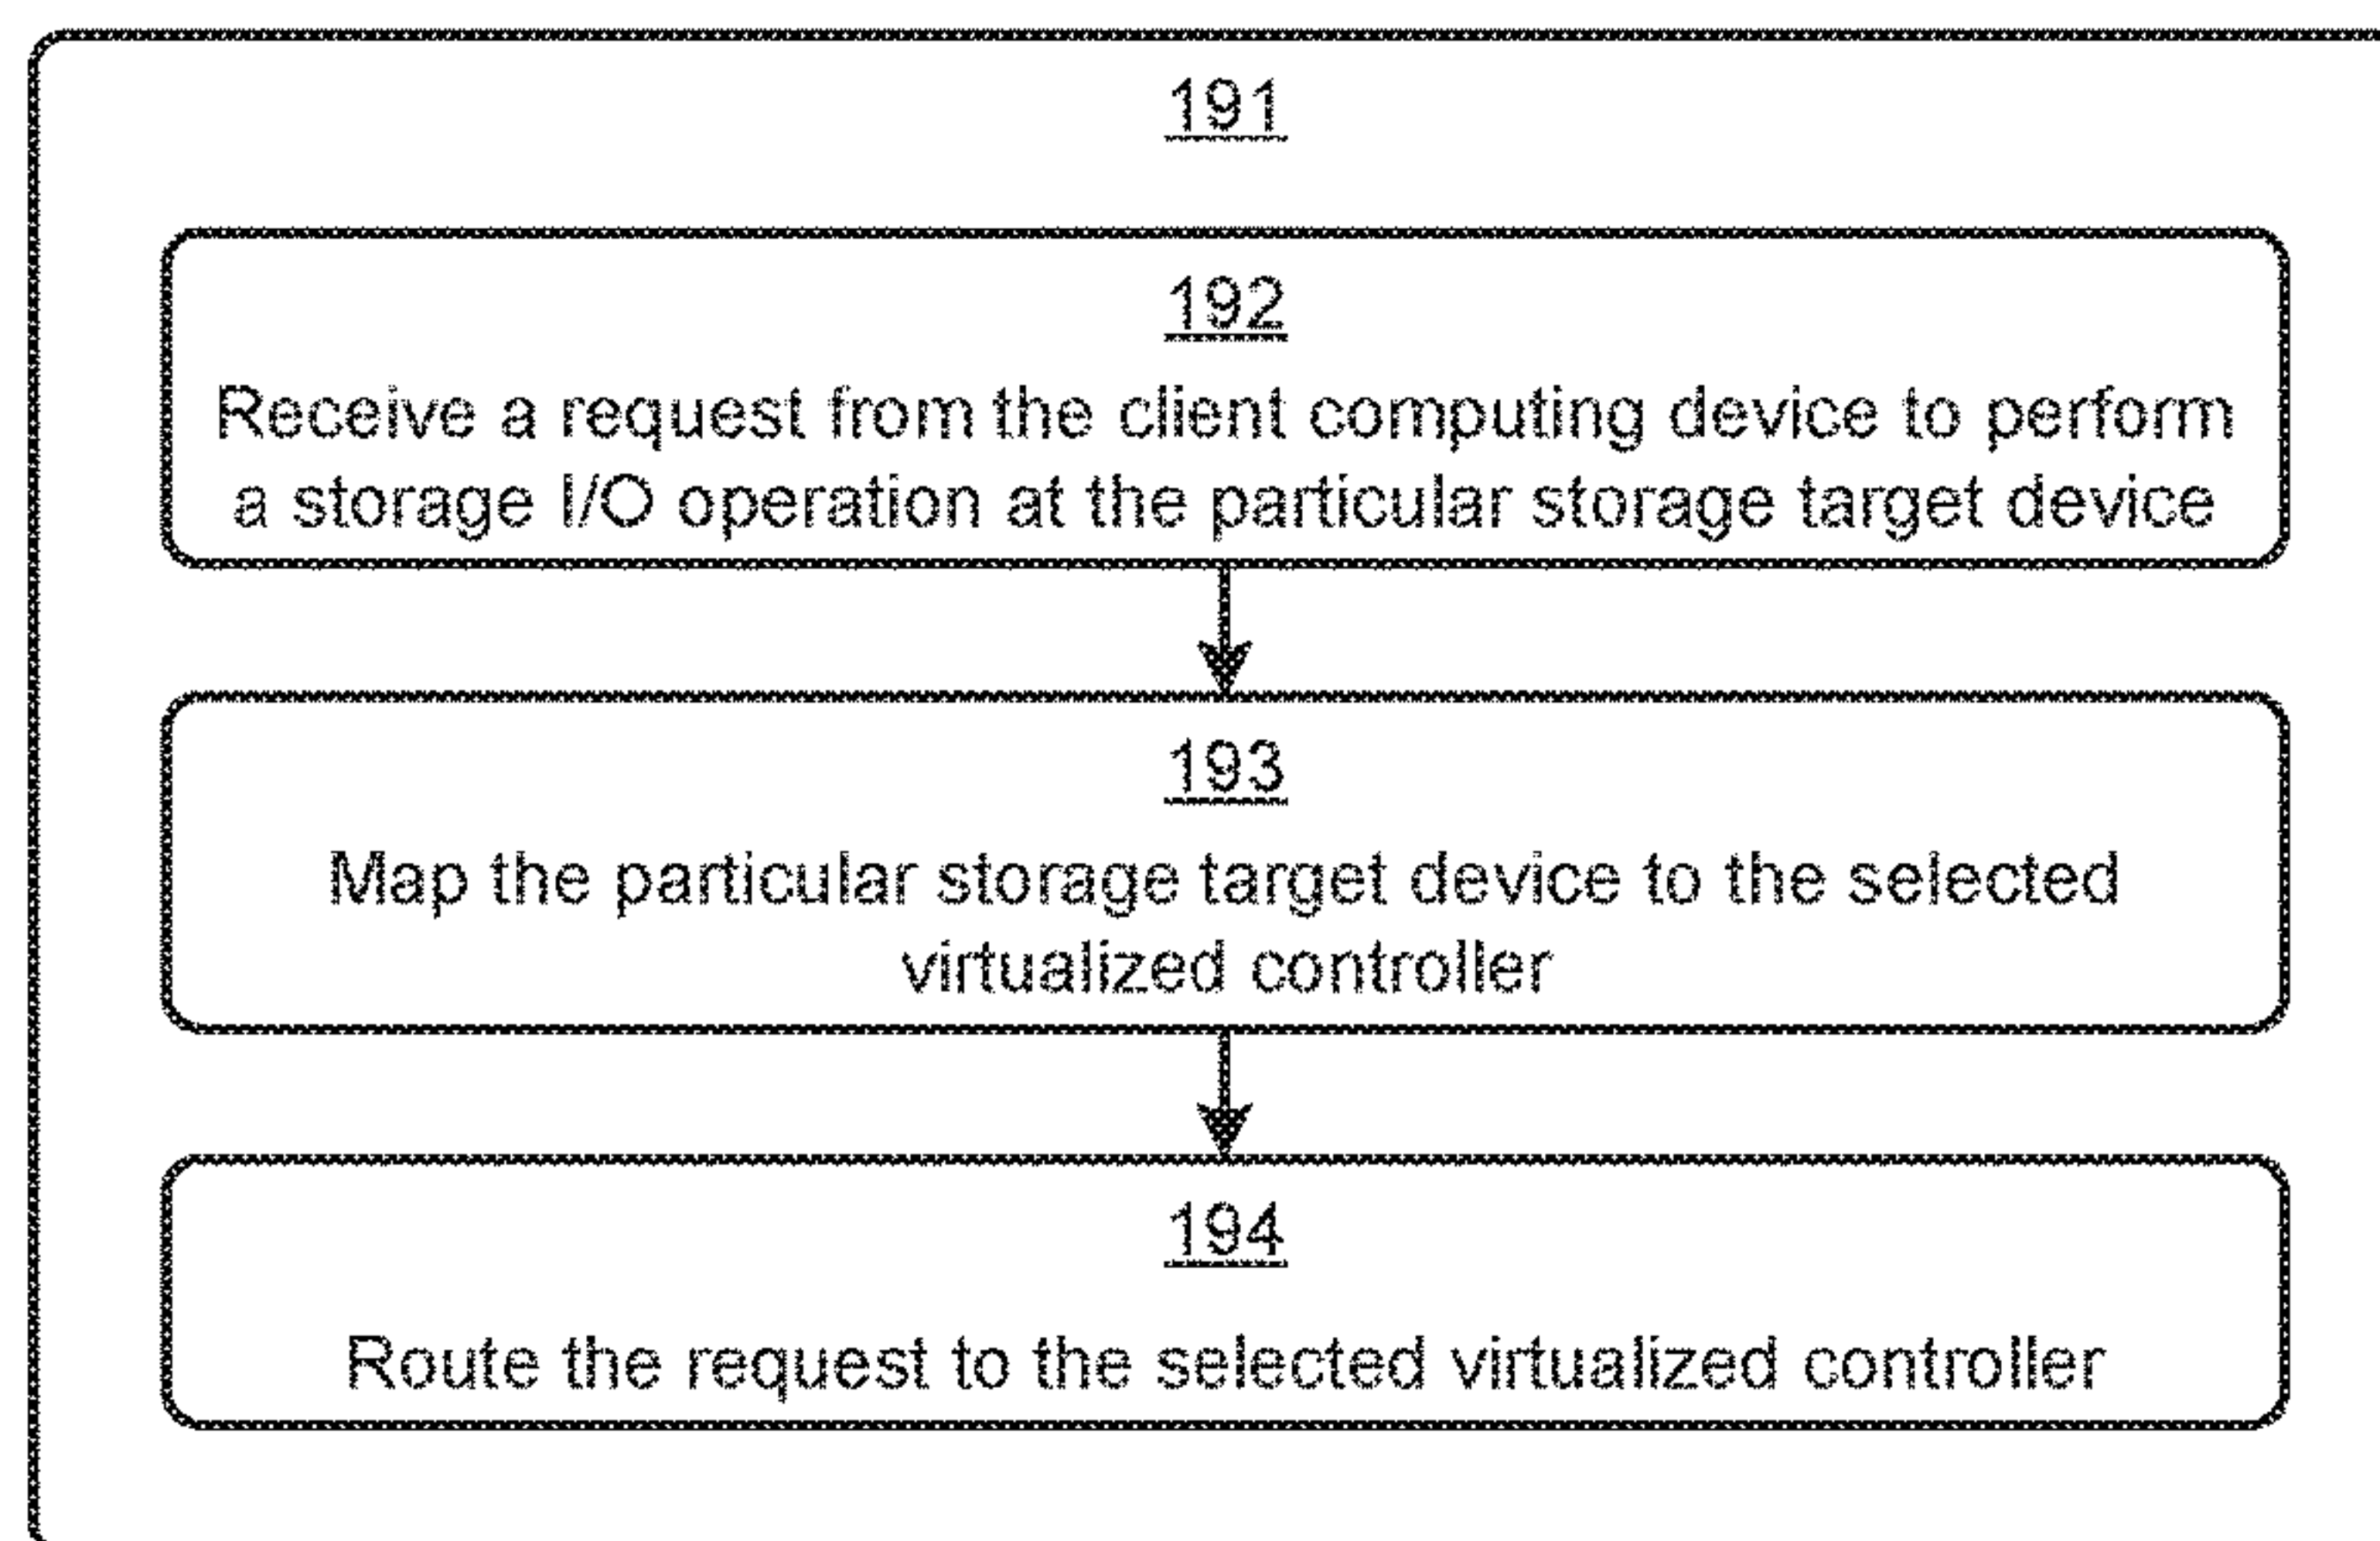 191
192
Receive a request from the client computing device to perform
a storage I/O operation at the particular storage target device
193
Map the particular storage target device to the selected
virtualized controller
194
Route the request to the selected virtualized controller